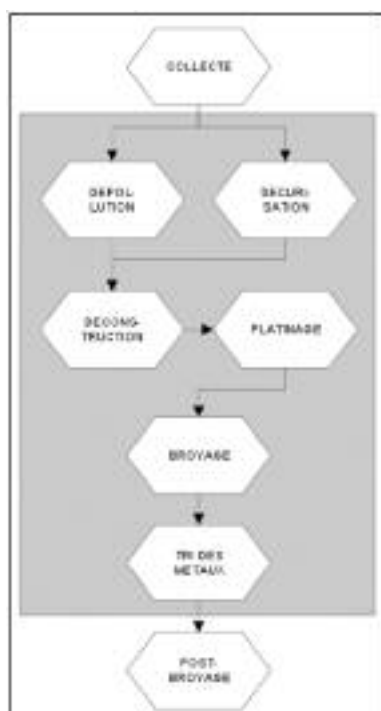 COLLECTE
DEPOL-
LUTION
SECURI-
SATION
DECONS-
TRUCTION
PLATINAGE
BROYAGE
TRI DES
METAUX
POST-
BROYAGE